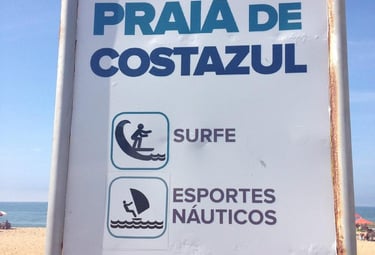 PRAIA DE
COSTAZUL
SURFE
ESPORTES
NÁUTICOS